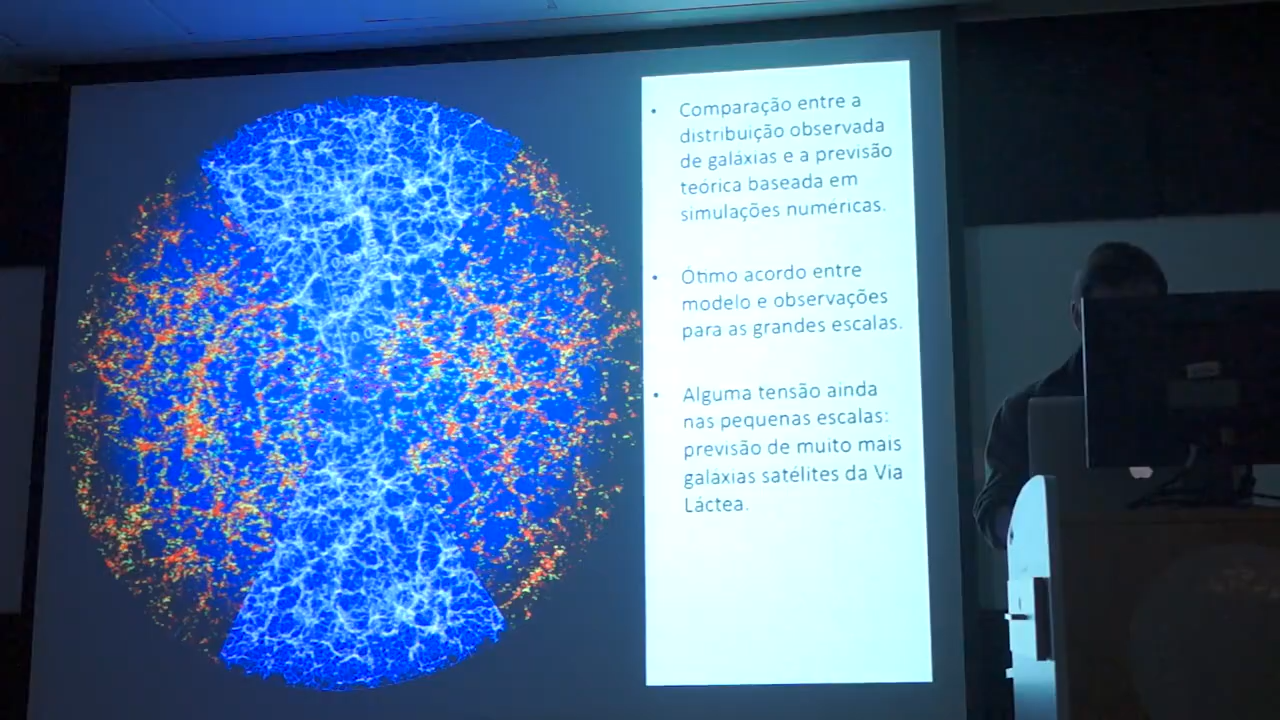 • Comparação entre a
distribuição observada
de galáxias e a previsão
teórica baseada em
simulações numéricas.
• Ótimo acordo entre
modelo e observações
para as grandes escalas.
• Alguma tensão ainda
nas pequenas escalas:
previsão de muito mais
galáxias satélites da Via
Láctea.